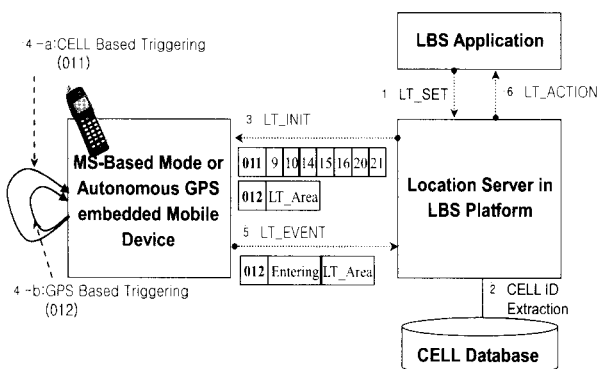 4-a:CELL Based Triggering
(011)
LBS Application
1 LT_SET
6 LT_ACTION
3 LT_INIT
011 9 10 14 15 16 20 21
012 LT_Area
MS-Based Mode or
Autonomous GPS
embedded Mobile
Device
Location Server in
LBS Platform
5 LT_EVENT
012 Entering LT_Area
4-b:GPS Based Triggering
(012)
2 CELL ID
Extraction
CELL Database